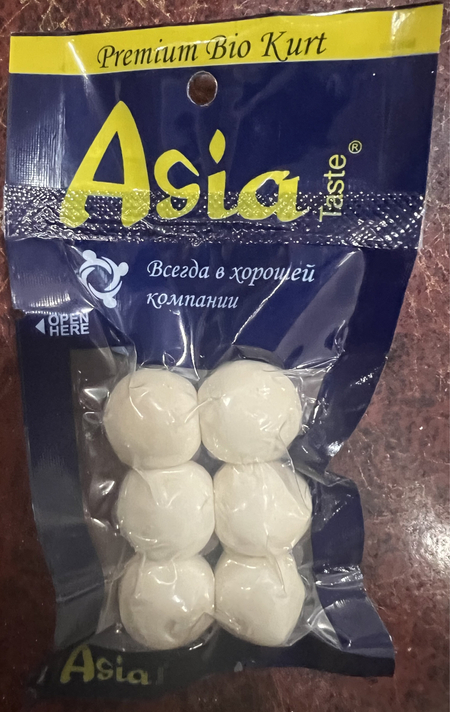 Premium Bio Kurt
Asia
Taste®
Всегда в хорошей
компании
OPEN
HERE
Asia